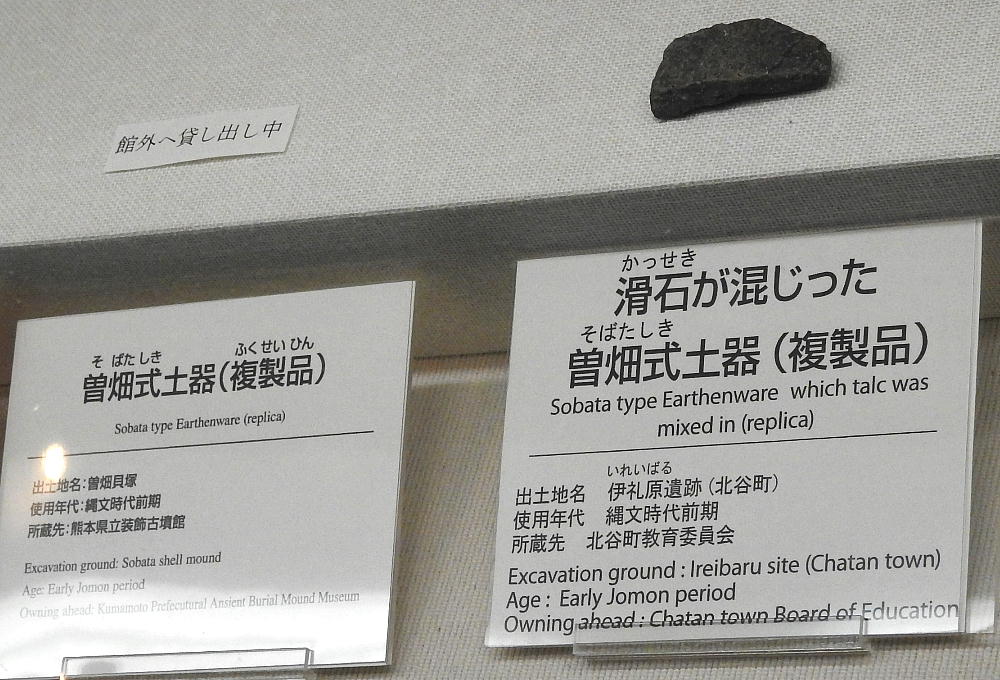 館外へ貸し出し中
そ ばた しき ふく せい ひん
曽畑式土器(複製品)
Sobata type Earthenware (replica)
出土地名:曽畑貝塚
使用年代:縄文時代前期
所蔵先:熊本県立装飾古墳館
Excavation ground: Sobata shell mound
Age: Early Jomon period
Owning ahead: Kumamoto Prefecutural Ansient Burial Mound Museum
かっせき
滑石が混じった
そばたしき
曽畑式土器(複製品)
Sobata type Earthenware which talc was
mixed in (replica)
いれいばる
出土地名 伊礼原遺跡(北谷町)
使用年代 縄文時代前期
所蔵先 北谷町教育委員会
Excavation ground : Ireibaru site (Chatan town)
Age : Early Jomon period
Owning ahead : Chatan town Board of Education